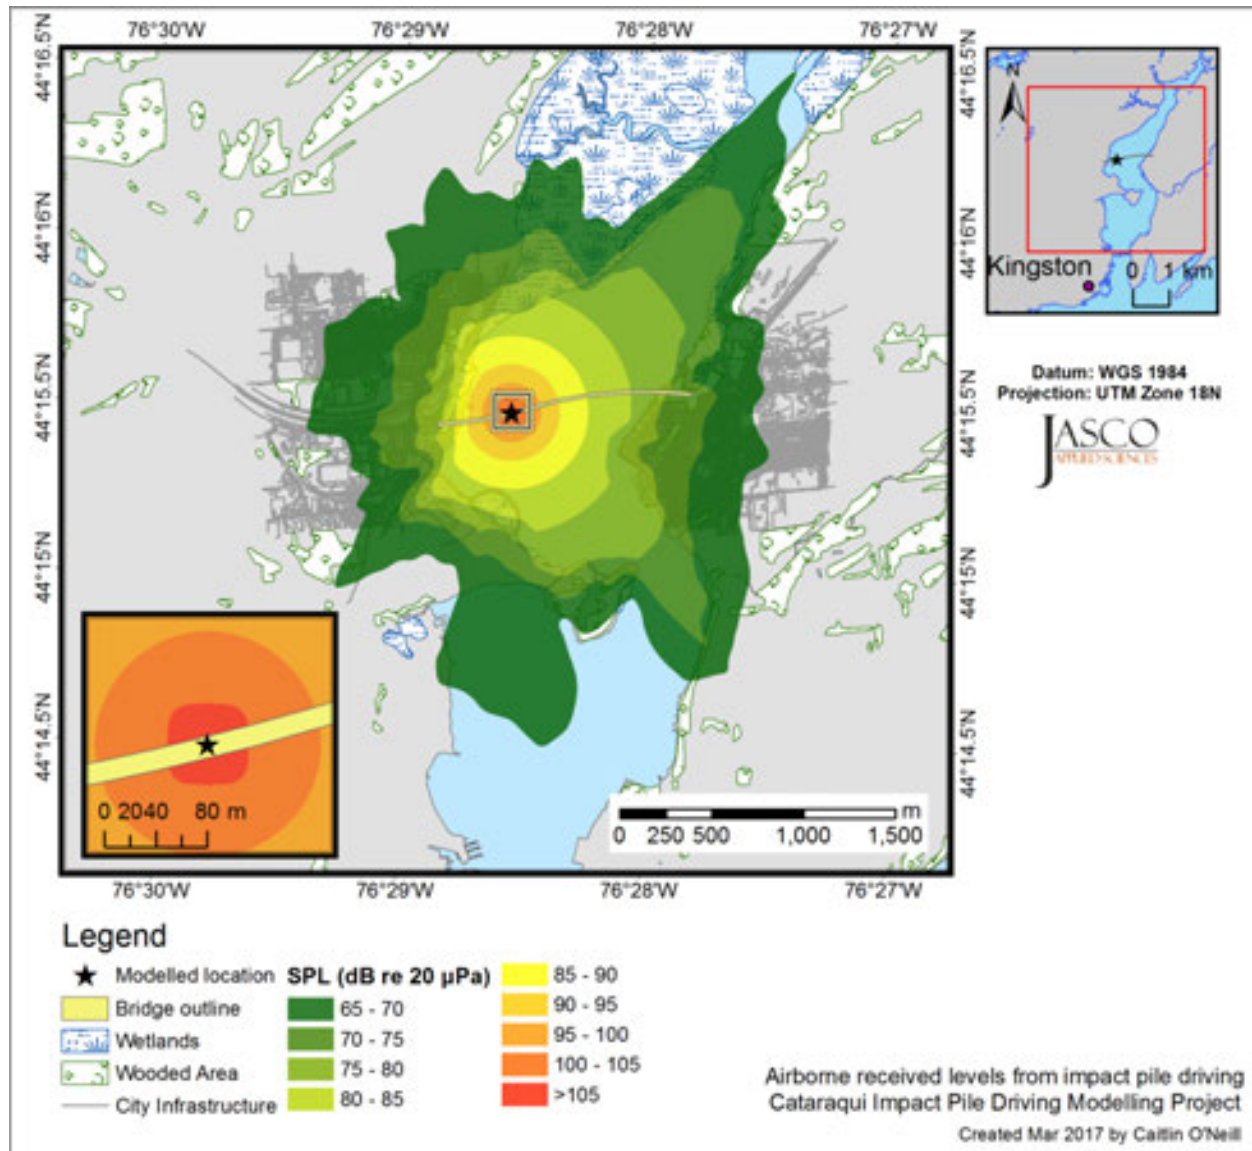 76°30'W 76°29'W 76°28'W 76°27'W
44°16.5'N
44°16'N
44°15.5'N
44°15'N
44°14.5'N
44°16.5'N
44°16'N
44°15.5'N
44°15'N
44°14.5'N
N
Kingston
0 1 km
Datum: WGS 1984
Projection: UTM Zone 18N
JASCO
APPLIED SCIENCES
0 2040 80 m
m
0 250 500 1,000 1,500
76°30'W 76°29'W 76°28'W 76°27'W
Legend
Modelled location
Bridge outline
Wetlands
Wooded Area
City Infrastructure
SPL (dB re 20 µPa)
65 - 70
70 - 75
75 - 80
80 - 85
85 - 90
90 - 95
95 - 100
100 - 105
>105
Airborne received levels from impact pile driving
Cataraqui Impact Pile Driving Modelling Project
Created Mar 2017 by Caitlin O'Neill